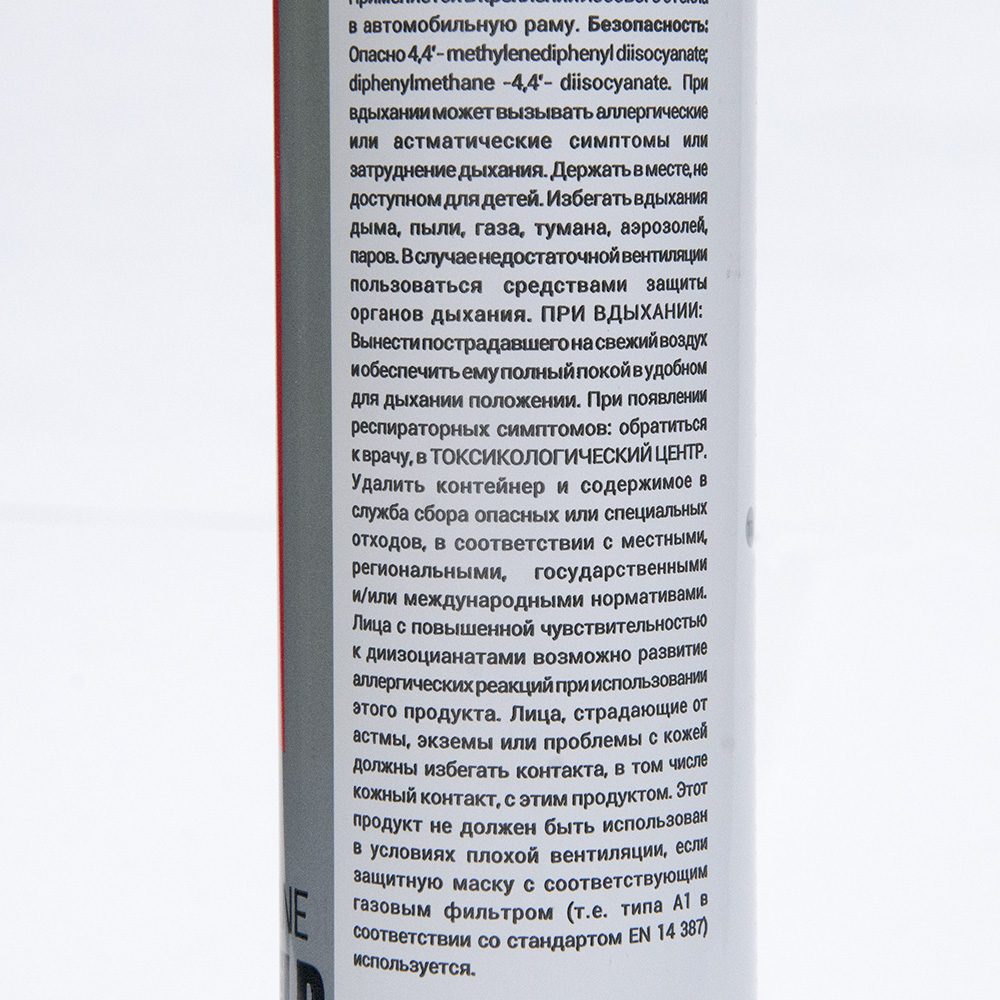 Применяется в креплении лобового стекла
в автомобильную раму. Безопасность:
Опасно 4,4'- methylenediphenyl diisocyanate;
diphenylmethane -4,4'- diisocyanate. При
вдыхании может вызывать аллергические
или астматические симптомы или
затруднение дыхания. Держать в месте, не
доступном для детей. Избегать вдыхания
дыма, пыли, газа, тумана, аэрозолей,
паров. В случае недостаточной вентиляции
пользоваться средствами защиты
органов дыхания. ПРИ ВДЫХАНИИ:
Вынести пострадавшего на свежий воздух
и обеспечить ему полный покой в удобном
для дыхании положении. При появлении
респираторных симптомов: обратиться
к врачу, в ТОКСИКОЛОГИЧЕСКИЙ ЦЕНТР.
Удалить контейнер и содержимое в
служба сбора опасных или специальных
отходов, в соответствии с местными,
региональными, государственными
и/или международными нормативами.
Лица с повышенной чувствительностью
к диизоцианатами возможно развитие
аллергических реакций при использовании
этого продукта. Лица, страдающие от
астмы, экземы или проблемы с кожей
должны избегать контакта, в том числе
кожный контакт, с этим продуктом. Этот
продукт не должен быть использован
в условиях плохой вентиляции, если
защитную маску с соответствующим
газовым фильтром (т.е. типа А1 в
соответствии со стандартом EN 14 387)
используется.
NE